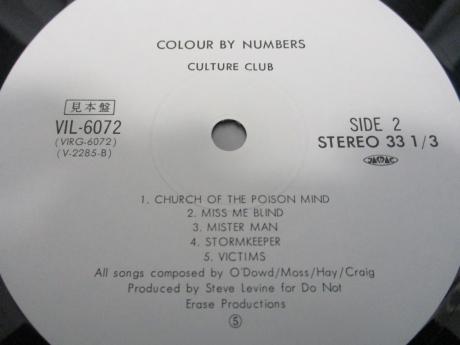 COLOUR BY NUMBERS
CULTURE CLUB
見本盤
VIL-6072
(VIRG-6072)
(V-2285-B)
SIDE 2
STEREO 33 1/3
JASRAC
1. CHURCH OF THE POISON MIND
2. MISS ME BLIND
3. MISTER MAN
4. STORMKEEPER
5. VICTIMS
All songs composed by O'Dowd/Moss/Hay/Craig
Produced by Steve Levine for Do Not
Erase Productions
⑤